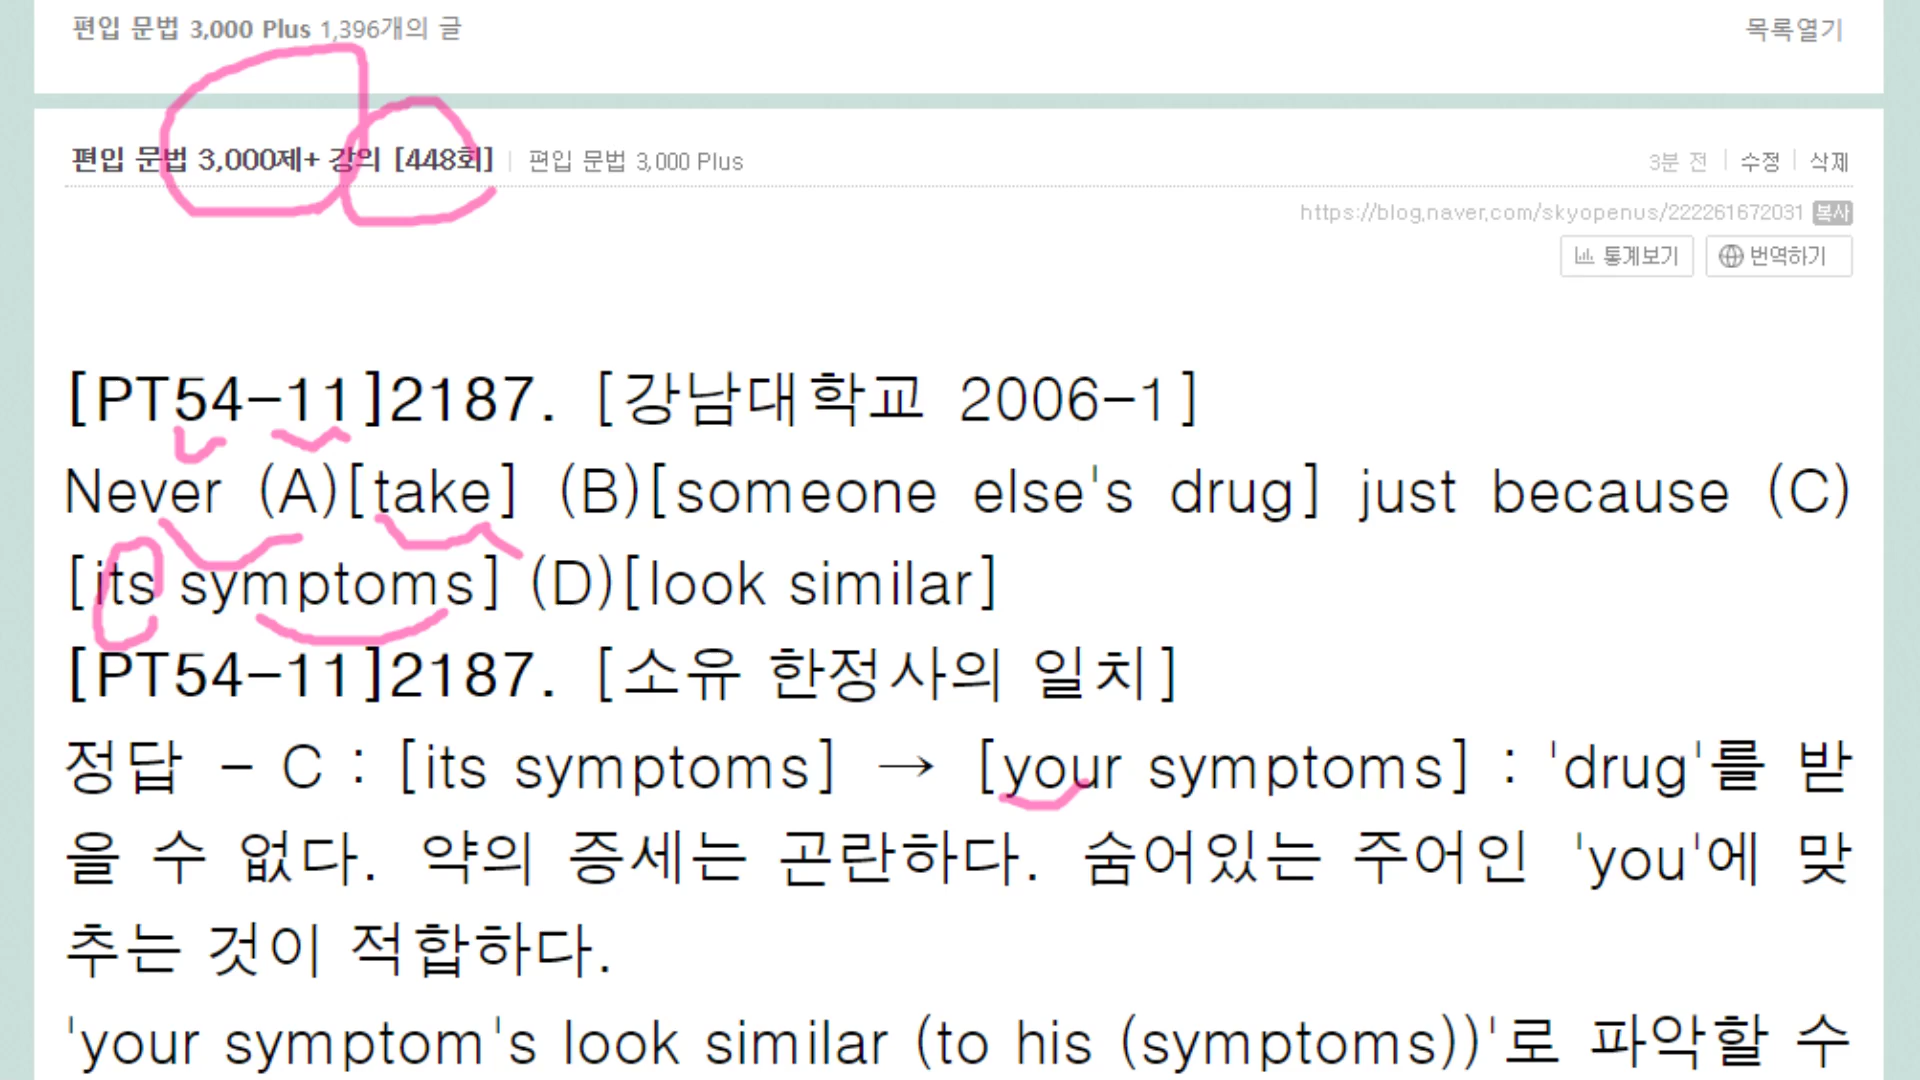 편입 문법 3,000 Plus 1,396개의 글
목록열기
편입 문법 3,000제+ 강의 [448회] | 편입 문법 3,000 Plus
3분 전 | 수정 | 삭제
https://blog.naver.com/skyopenus/222261672031 복사
통계보기 번역하기
[PT54-11]2187. [강남대학교 2006-1]
Never (A)[take] (B)[someone else's drug] just because (C)
[its symptoms] (D)[look similar]
[PT54-11]2187. [소유 한정사의 일치]
정답 - C : [its symptoms] → [your symptoms] : 'drug'를 받
을 수 없다. 약의 증세는 곤란하다. 숨어있는 주어인 'you'에 맞
추는 것이 적합하다.
'your symptom's look similar (to his (symptoms))'로 파악할 수